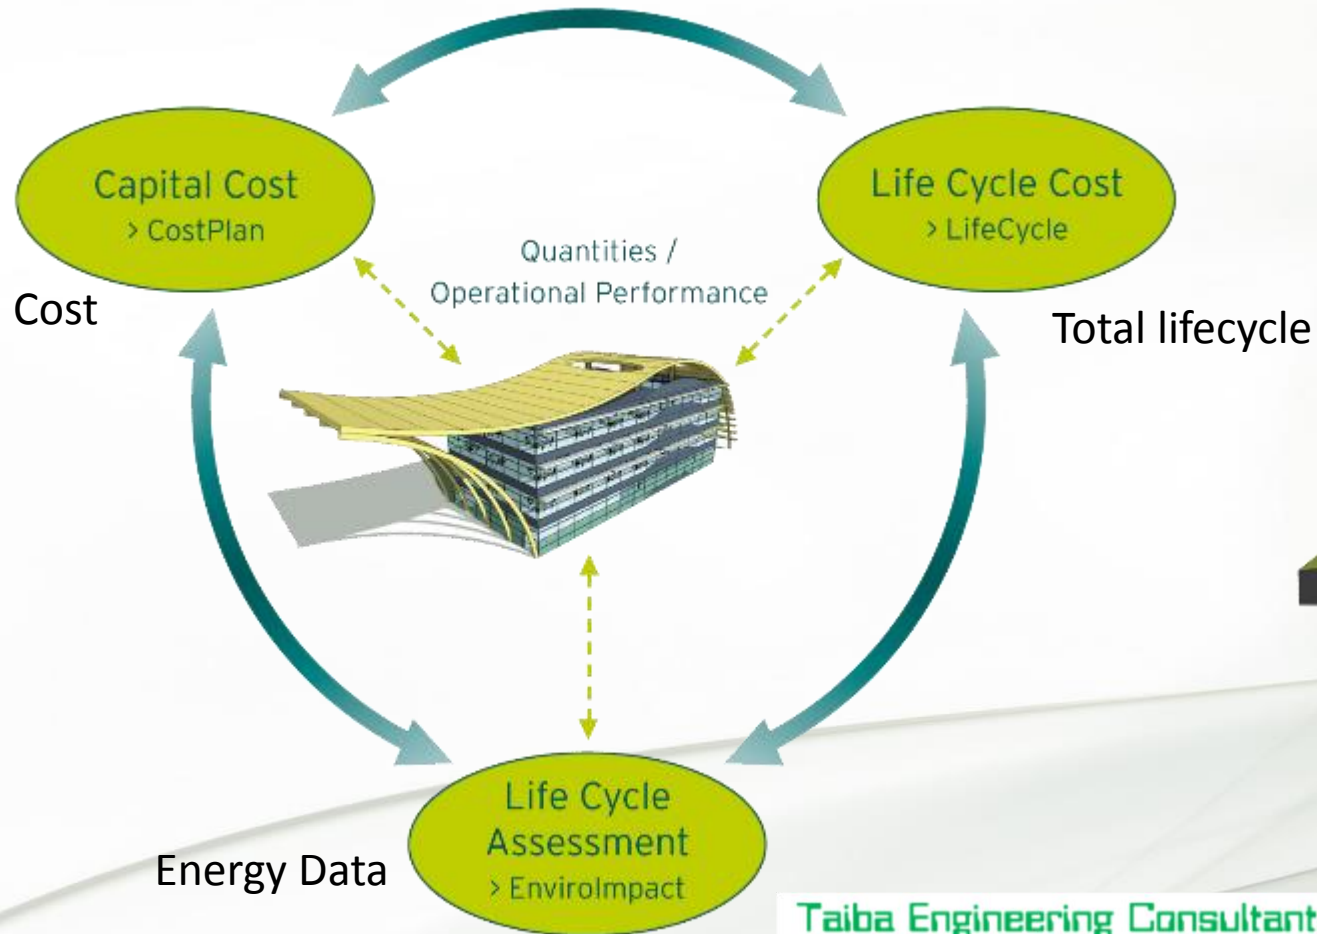 Capital Cost
> CostPlan
Life Cycle Cost
> LifeCycle
Quantities /
Operational Performance
Cost
Total lifecycle
Life Cycle
Assessment
> EnviroImpact
Energy Data
Taiba Engineering Consultant